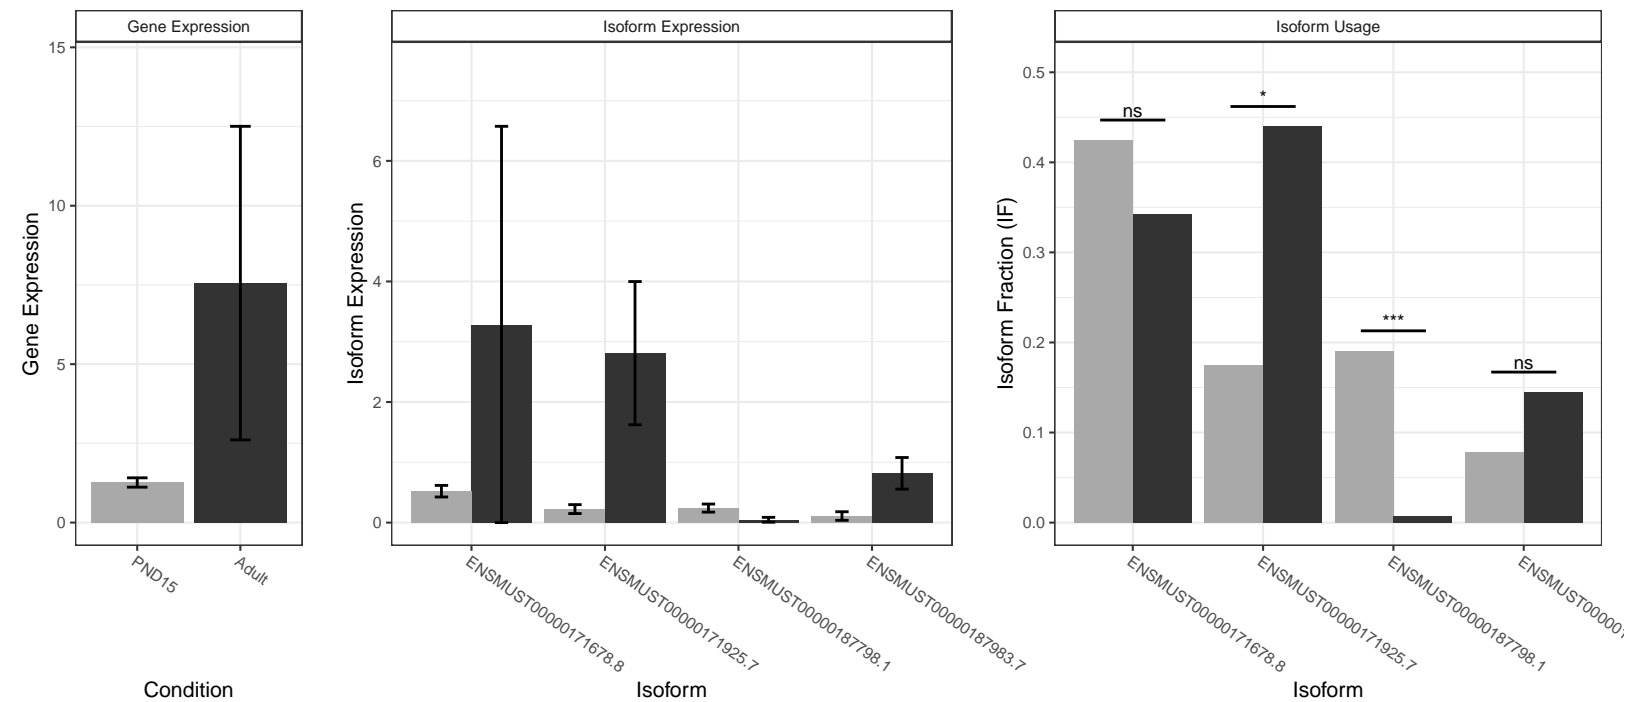 Gene Expression
Isoform Expression
Isoform Usage
Gene Expression
15
10
5
0
PND15
Adult
Condition
Isoform Expression
6
4
2
0
ENSMUST00000171678.8
ENSMUST00000171925.7
ENSMUST00000187798.1
ENSMUST00000187983.7
Isoform
Isoform Fraction (IF)
0.5
0.4
0.3
0.2
0.1
0.0
ns
*
***
ns
ENSMUST00000171678.8
ENSMUST00000171925.7
ENSMUST00000187798.1
Isoform